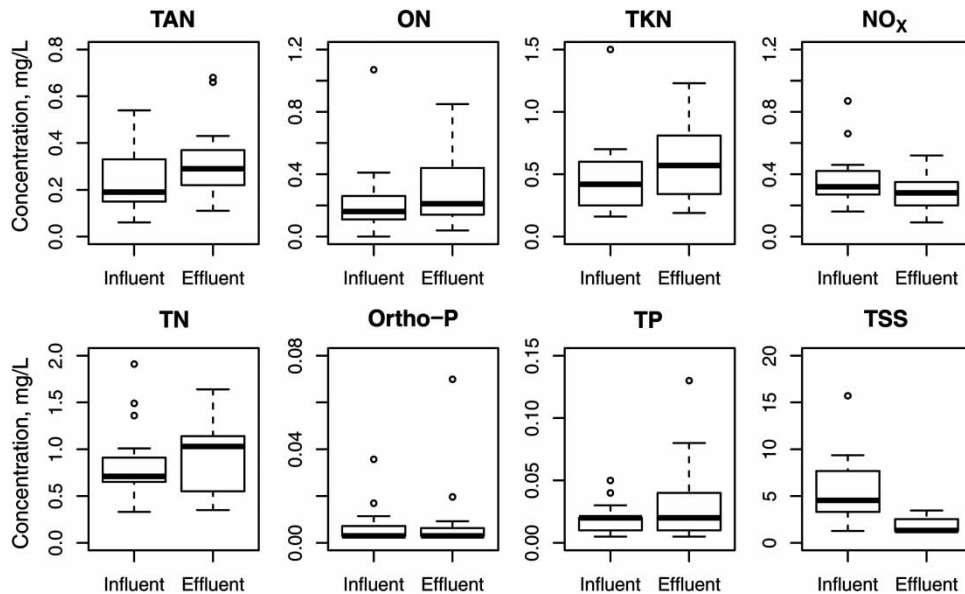 TAN ON TKN NOX
Concentration, mg/L
0.8 1.2 1.5 1.2
0.6
0.8 1.0 0.8
0.4
0.4 0.5 0.4
0.2
0.0 0.0 0.0 0.0
Influent Effluent Influent Effluent Influent Effluent Influent Effluent
TN Ortho-P TP TSS
Concentration, mg/L
2.0 0.08 0.15 20
1.5 15
0.10
1.0 0.04 10
0.05
0.5 5
0.0 0.00 0.00 0
Influent Effluent Influent Effluent Influent Effluent Influent Effluent